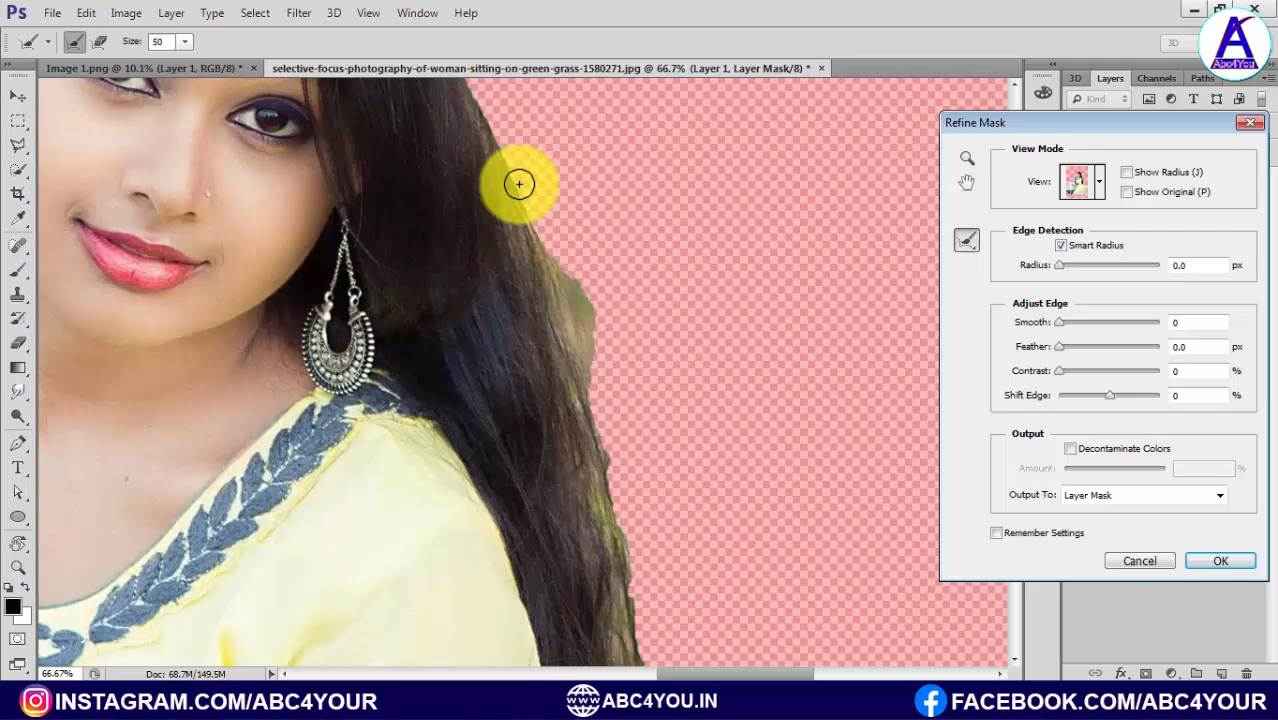 Ps File Edit Image Layer Type Select Filter 3D View Window Help
Size: 50
3D
A
Abc4You
Image 1.png @ 10.1% (Layer 1, RGB/8) * ×
selective-focus-photography-of-woman-sitting-on-green-grass-1580271.jpg @ 66.7% (Layer 1, Layer Mask/8) * ×
3D Layers Channels Paths
Kind
Refine Mask
View Mode
View:
Show Radius (J)
Show Original (P)
Edge Detection
Smart Radius
Radius: 0.0 px
Adjust Edge
Smooth: 0
Feather: 0.0 px
Contrast: 0 %
Shift Edge: 0 %
Output
Decontaminate Colors
Amount: %
Output To: Layer Mask
Remember Settings
Cancel OK
T
66.67% Doc: 68.7M/149.5M
fx
INSTAGRAM.COM/ABC4YOUR
ABC4YOU.IN
FACEBOOK.COM/ABC4YOUR